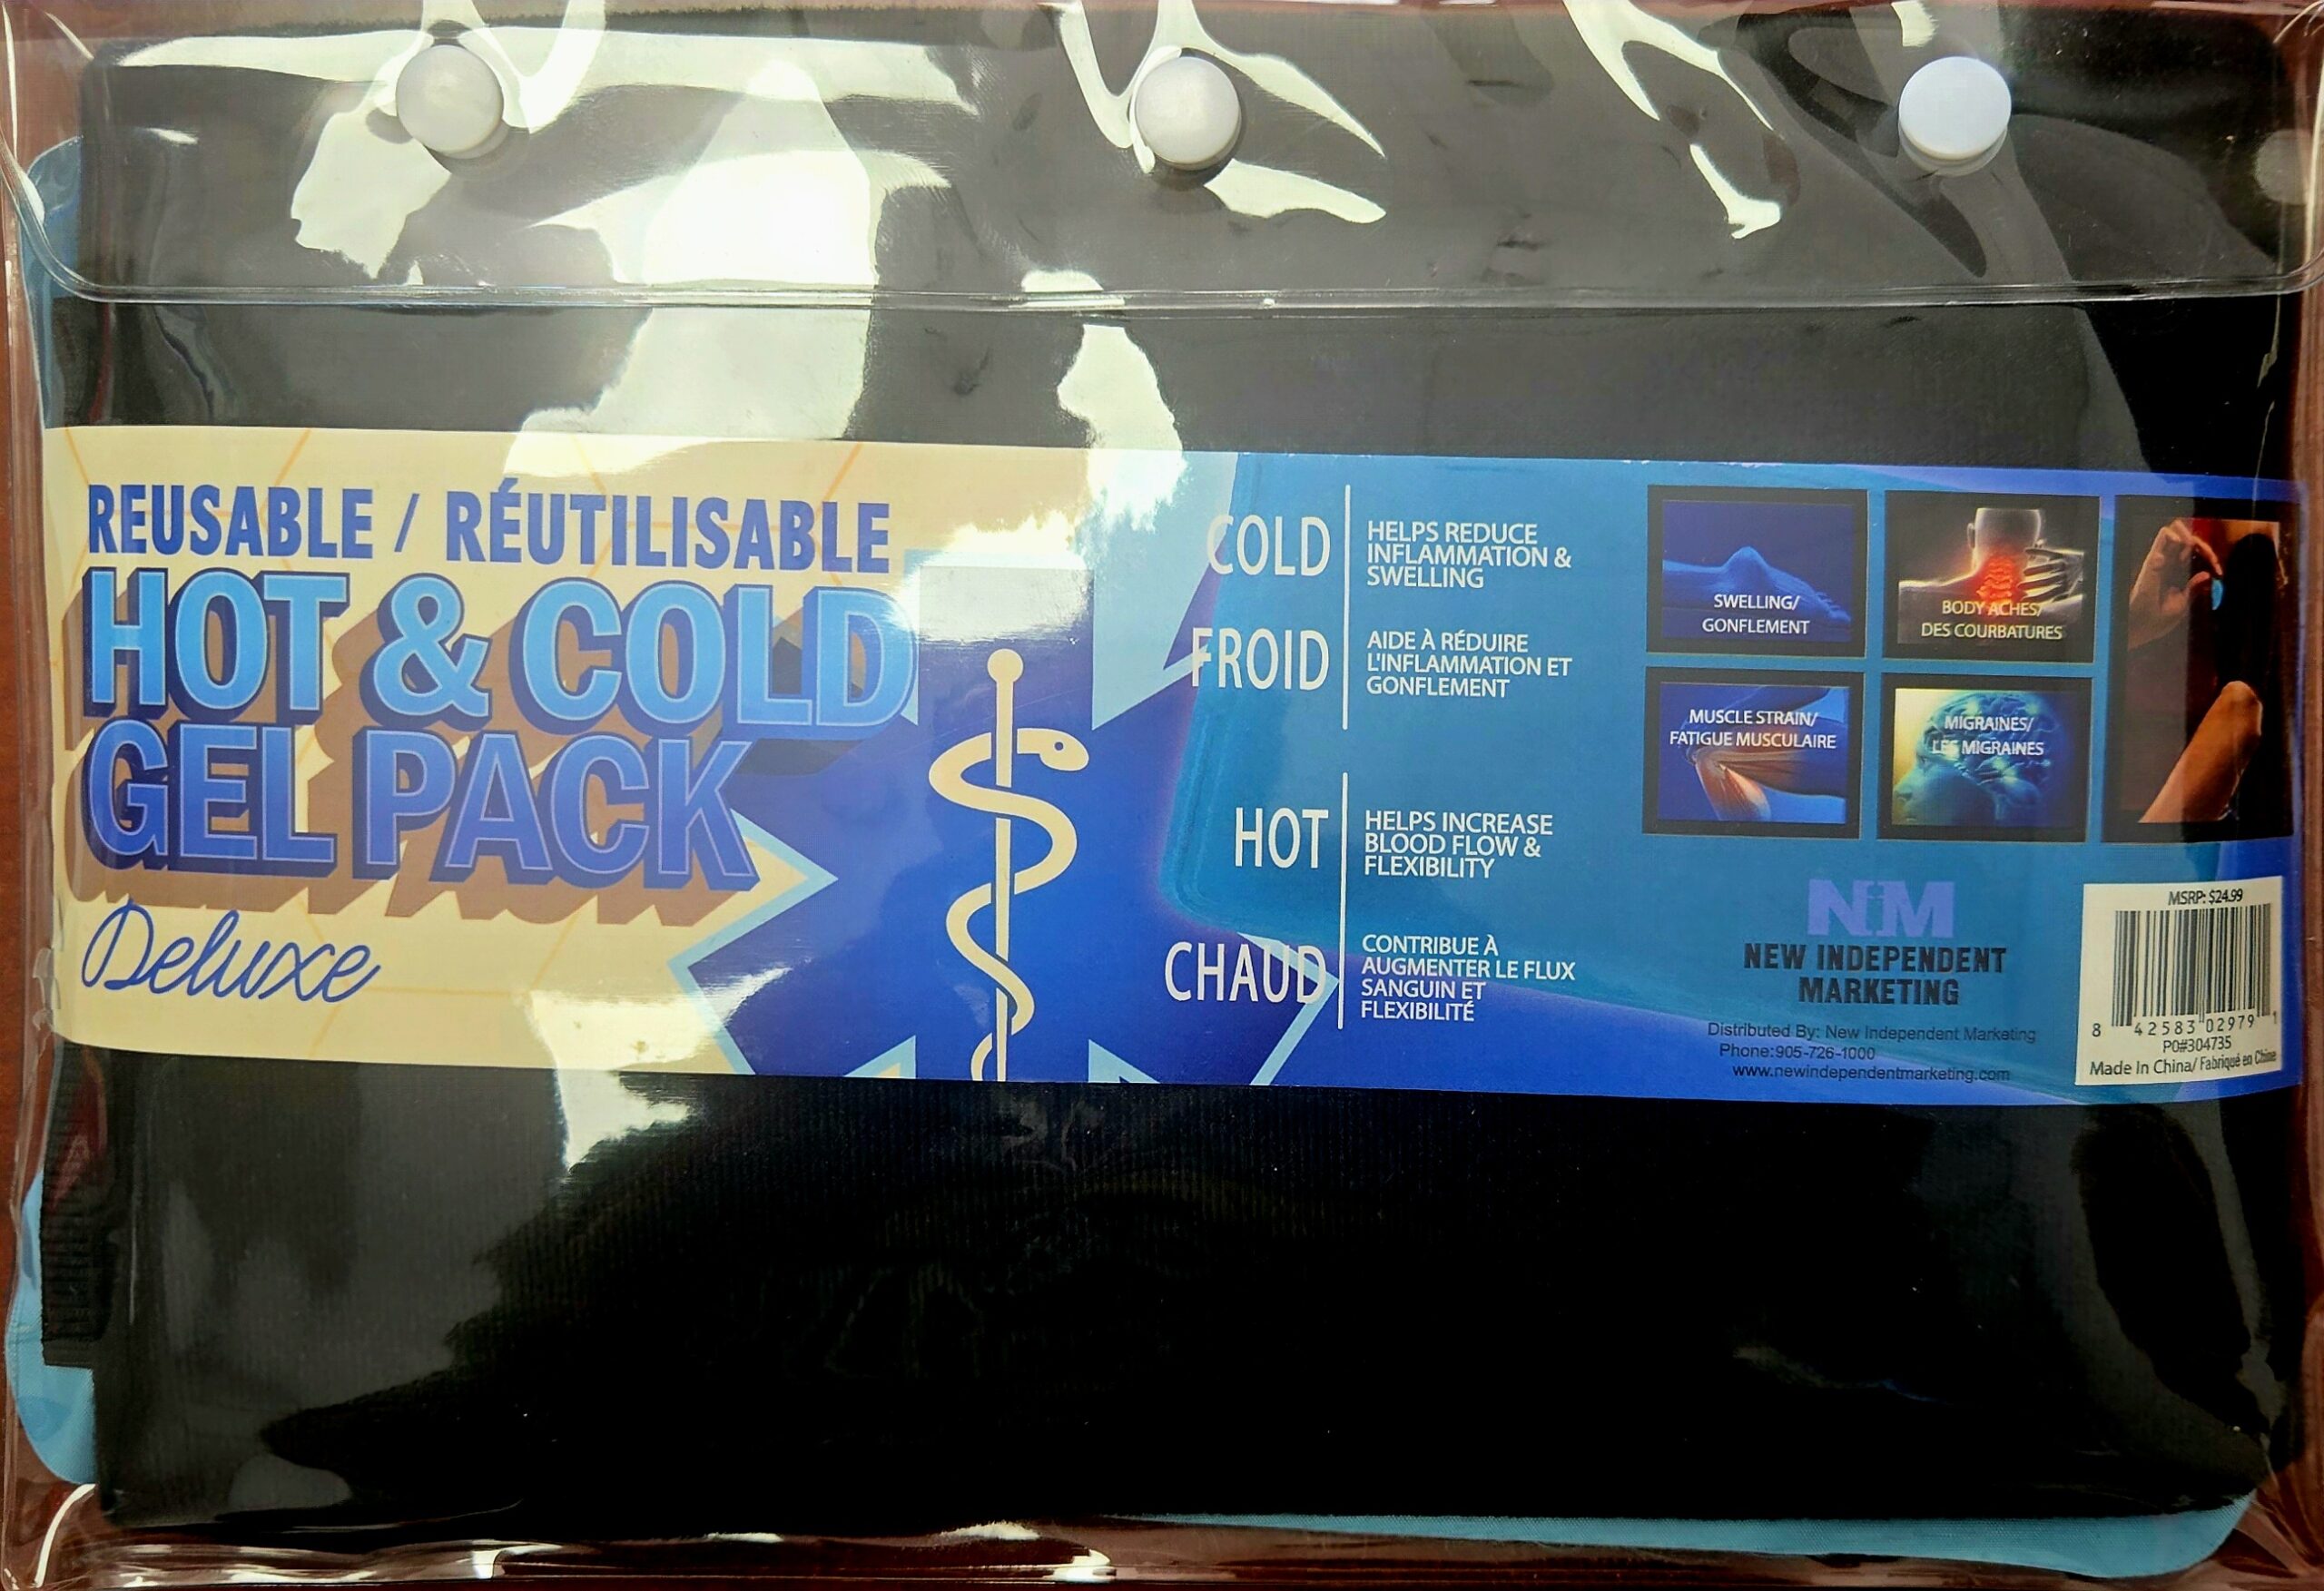 REUSABLE / RÉUTILISABLE
HOT & COLD
GEL PACK
Deluxe
COLD
HELPS REDUCE
INFLAMMATION &
SWELLING
FROID
AIDE À RÉDUIRE
L'INFLAMMATION ET
GONFLEMENT
HOT
HELPS INCREASE
BLOOD FLOW &
FLEXIBILITY
CHAUD
CONTRIBUE À
AUGMENTER LE FLUX
SANGUIN ET
FLEXIBILITÉ
SWELLING/
GONFLEMENT
BODY ACHES/
DES COURBATURES
MUSCLE STRAIN/
FATIGUE MUSCULAIRE
MIGRAINES/
LES MIGRAINES
NiM
NEW INDEPENDENT
MARKETING
Distributed By: New Independent Marketing
Phone:905-726-1000
www.newindependentmarketing.com
MSRP: $24.99
8 42583 02979 1
PO#304735
Made In China/ Fabriqué en Chine